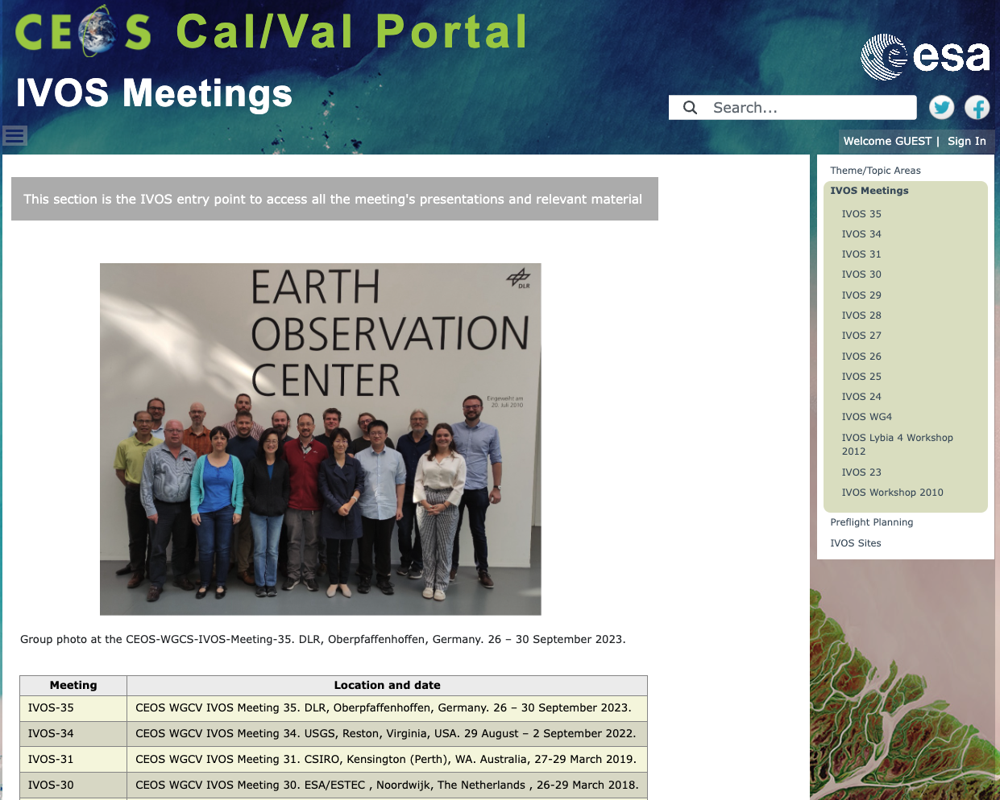 CEOS Cal/Val Portal
esa
IVOS Meetings
Search...
Welcome GUEST | Sign In
This section is the IVOS entry point to access all the meeting's presentations and relevant material
EARTH
OBSERVATION
CENTER
DLR
Eingeweiht am
20. Juli 2010
Group photo at the CEOS-WGCS-IVOS-Meeting-35. DLR, Oberpfaffenhoffen, Germany. 26 – 30 September 2023.
Meeting Location and date
IVOS-35 CEOS WGCV IVOS Meeting 35. DLR, Oberpfaffenhoffen, Germany. 26 – 30 September 2023.
IVOS-34 CEOS WGCV IVOS Meeting 34. USGS, Reston, Virginia, USA. 29 August – 2 September 2022.
IVOS-31 CEOS WGCV IVOS Meeting 31. CSIRO, Kensington (Perth), WA. Australia, 27-29 March 2019.
IVOS-30 CEOS WGCV IVOS Meeting 30. ESA/ESTEC , Noordwijk, The Netherlands , 26-29 March 2018.
Theme/Topic Areas
IVOS Meetings
IVOS 35
IVOS 34
IVOS 31
IVOS 30
IVOS 29
IVOS 28
IVOS 27
IVOS 26
IVOS 25
IVOS 24
IVOS WG4
IVOS Lybia 4 Workshop
2012
IVOS 23
IVOS Workshop 2010
Preflight Planning
IVOS Sites